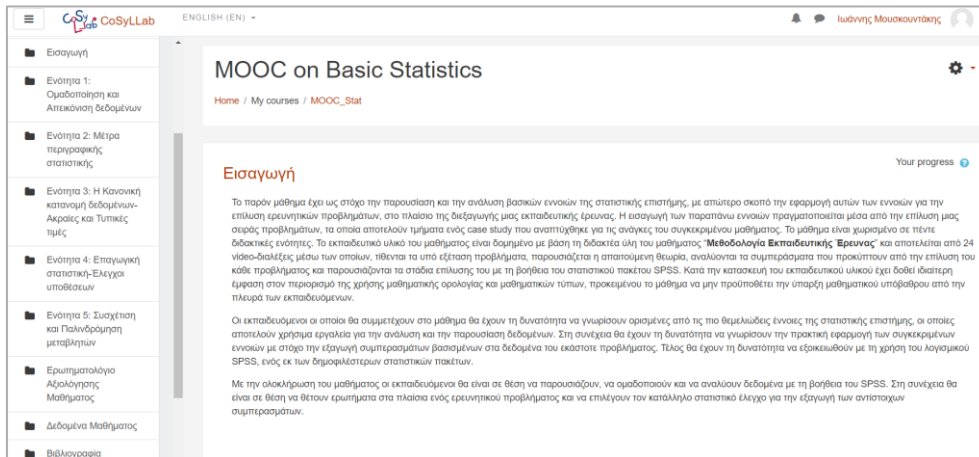 CoSyLab CoSyLLab ENGLISH (EN) Ιωάννης Μουσκουντάκης
Εισαγωγή
Ενότητα 1:
Ομαδοποίηση και
Απεικόνιση δεδομένων
Ενότητα 2: Μέτρα
περιγραφικής
στατιστικής
Ενότητα 3: Η Κανονική
κατανομή δεδομένων-
Ακραίες και Τυπικές
τιμές
Ενότητα 4: Επαγωγική
στατιστική-Έλεγχοι
υποθέσεων
Ενότητα 5: Συσχέτιση
και Παλινδρόμηση
μεταβλητών
Ερωτηματολόγιο
Αξιολόγησης
Μαθήματος
Δεδομένα Μαθήματος
Βιβλιογραφία
MOOC on Basic Statistics
Home / My courses / MOOC_Stat
Your progress
Εισαγωγή
Το παρόν μάθημα έχει ως στόχο την παρουσίαση και την ανάλυση βασικών εννοιών της στατιστικής επιστήμης, με απώτερο σκοπό την εφαρμογή αυτών των εννοιών για την
επίλυση ερευνητικών προβλημάτων, στο πλαίσιο της διεξαγωγής μιας εκπαιδευτικής έρευνας. Η εισαγωγή των παραπάνω εννοιών πραγματοποιείται μέσα από την επίλυση μιας
σειράς προβλημάτων, τα οποία αποτελούν τμήματα ενός case study που αναπτύχθηκε για τις ανάγκες του συγκεκριμένου μαθήματος. Το μάθημα είναι χωρισμένο σε πέντε
διδακτικές ενότητες. Το εκπαιδευτικό υλικό του μαθήματος είναι δομημένο με βάση τη διδακτέα ύλη του μαθήματος "Μεθοδολογία Εκπαιδευτικής Έρευνας" και αποτελείται από 24
video-διαλέξεις μέσω των οποίων, τίθενται τα υπό εξέταση προβλήματα, παρουσιάζεται η απαιτούμενη θεωρία, αναλύονται τα συμπεράσματα που προκύπτουν από την επίλυση του
κάθε προβλήματος και παρουσιάζονται τα στάδια επίλυσης του με τη βοήθεια του στατιστικού πακέτου SPSS. Κατά την κατασκευή του εκπαιδευτικού υλικού έχει δοθεί ιδιαίτερη
έμφαση στον περιορισμό της χρήσης μαθηματικής ορολογίας και μαθηματικών τύπων, προκειμένου το μάθημα να μην προϋποθέτει την ύπαρξη μαθηματικού υπόβαθρου από την
πλευρά των εκπαιδευόμενων.
Οι εκπαιδευόμενοι οι οποίοι θα συμμετέχουν στο μάθημα θα έχουν τη δυνατότητα να γνωρίσουν ορισμένες από τις πιο θεμελιώδεις έννοιες της στατιστικής επιστήμης, οι οποίες
αποτελούν χρήσιμα εργαλεία για την ανάλυση και την παρουσίαση δεδομένων. Στη συνέχεια θα έχουν τη δυνατότητα να γνωρίσουν την πρακτική εφαρμογή των συγκεκριμένων
εννοιών με στόχο την εξαγωγή συμπερασμάτων βασισμένων στα δεδομένα του εκάστοτε προβλήματος. Τέλος θα έχουν τη δυνατότητα να εξοικειωθούν με τη χρήση του λογισμικού
SPSS, ενός εκ των δημοφιλέστερων στατιστικών πακέτων.
Με την ολοκλήρωση του μαθήματος οι εκπαιδευόμενοι θα είναι σε θέση να παρουσιάζουν, να ομαδοποιούν και να αναλύουν δεδομένα με τη βοήθεια του SPSS. Στη συνέχεια θα
είναι σε θέση να θέτουν ερωτήματα στα πλαίσια ενός ερευνητικού προβλήματος και να επιλέγουν τον κατάλληλο στατιστικό έλεγχο για την εξαγωγή των αντίστοιχων
συμπερασμάτων.